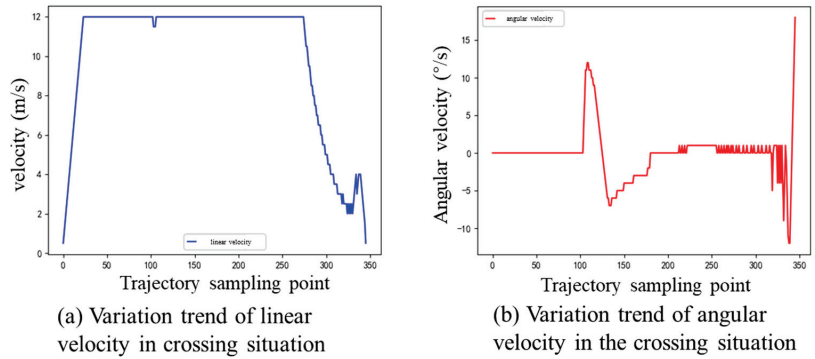 12
10
8
6
4
2
0
velocity (m/s)
linear velocity
0 50 100 150 200 250 300 350
Trajectory sampling point
(a) Variation trend of linear
velocity in crossing situation
angular velocity
15
10
5
0
−5
−10
Angular velocity (°/s)
0 50 100 150 200 250 300 350
Trajectory sampling point
(b) Variation trend of angular
velocity in the crossing situation